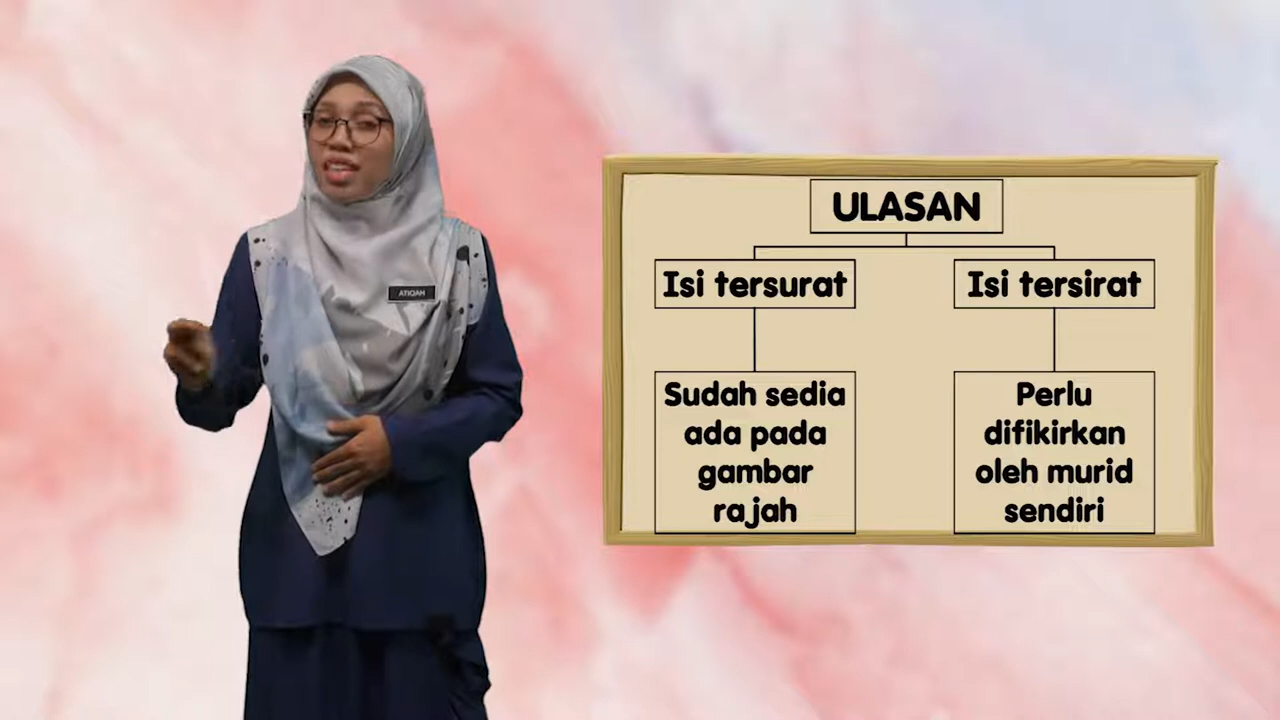 ATIQAH
ULASAN
Isi tersurat
Isi tersirat
Sudah sedia
ada pada
gambar
rajah
Perlu
difikirkan
oleh murid
sendiri